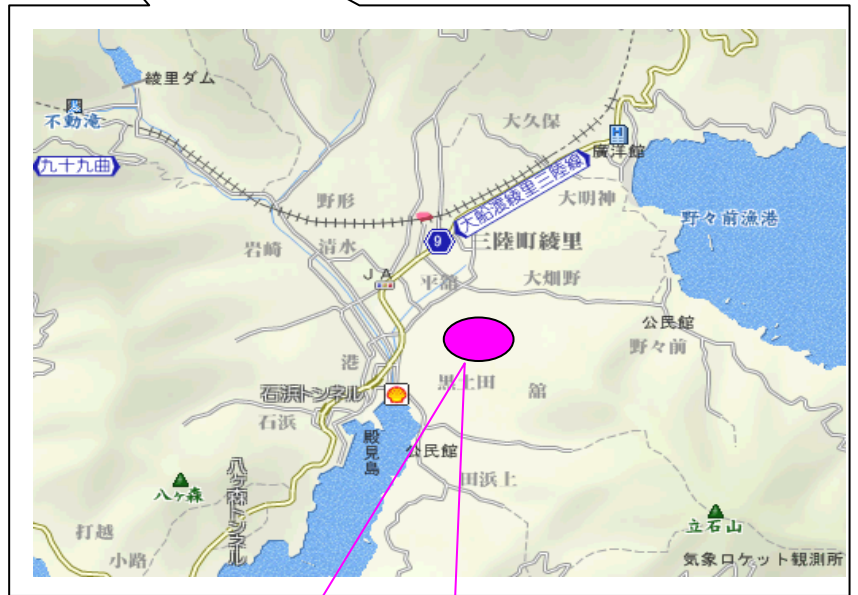 綾里ダム
不動滝
九十九曲
大久保
廣洋館
大船渡綾里三陸線
大明神
野々前漁港
野形
9
三陸町綾里
岩崎
清水
JA
平舘
大畑野
公民館
野々前
港
黒土田
舘
石浜トンネル
石浜
殿見島
公民館
田浜上
八ヶ森
八ヶ森トンネル
打越
小路
立石山
気象ロケット観測所
H